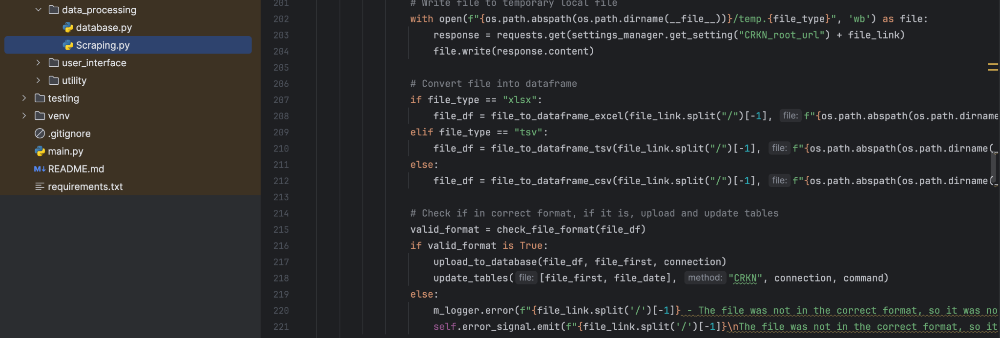 data_processing
database.py
Scraping.py
user_interface
utility
testing
venv
.gitignore
main.py
M↓ README.md
requirements.txt
201 # Write file to temporary local file
202 with open(f"{os.path.abspath(os.path.dirname(__file__))}/temp.{file_type}", 'wb') as file:
203 response = requests.get(settings_manager.get_setting("CRKN_root_url") + file_link)
204 file.write(response.content)
205
206 # Convert file into dataframe
207 if file_type == "xlsx":
208 file_df = file_to_dataframe_excel(file_link.split("/")[-1], file: f"{os.path.abspath(os.path.dirname
209 elif file_type == "tsv":
210 file_df = file_to_dataframe_tsv(file_link.split("/")[-1], file: f"{os.path.abspath(os.path.dirname(_
211 else:
212 file_df = file_to_dataframe_csv(file_link.split("/")[-1], file: f"{os.path.abspath(os.path.dirname(_
213
214 # Check if in correct format, if it is, upload and update tables
215 valid_format = check_file_format(file_df)
216 if valid_format is True:
217 upload_to_database(file_df, file_first, connection)
218 update_tables( file: [file_first, file_date], method: "CRKN", connection, command)
219 else:
220 m_logger.error(f"{file_link.split('/')[-1]} - The file was not in the correct format, so it was no
221 self.error_signal.emit(f"{file_link.split('/')[-1]}\nThe file was not in the correct format, so it